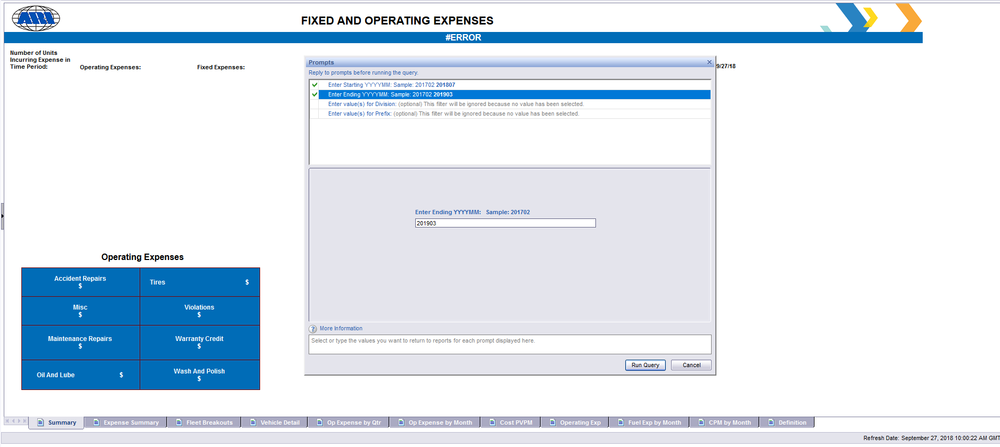 ARA
FIXED AND OPERATING EXPENSES
#ERROR
Number of Units
Incurring Expense in
Time Period:
Operating Expenses:
Fixed Expenses:
9/27/18
Prompts
Reply to prompts before running the query.
Enter Starting YYYYMM: Sample: 201702 201807
Enter Ending YYYYMM: Sample: 201702 201903
Enter value(s) for Division: (optional) This filter will be ignored because no value has been selected.
Enter value(s) for Prefix: (optional) This filter will be ignored because no value has been selected.
Enter Ending YYYYMM: Sample: 201702
201903
? More Information
Select or type the values you want to return to reports for each prompt displayed here.
Run Query
Cancel
Operating Expenses
Accident Repairs
$
Tires $
Misc
$
Violations
$
Maintenance Repairs
$
Warranty Credit
$
Oil And Lube $
Wash And Polish
$
Summary
Expense Summary
Fleet Breakouts
Vehicle Detail
Op Expense by Qtr
Op Expense by Month
Cost PVPM
Operating Exp
Fuel Exp by Month
CPM by Month
Definition
Refresh Date: September 27, 2018 10:00:22 AM GMT